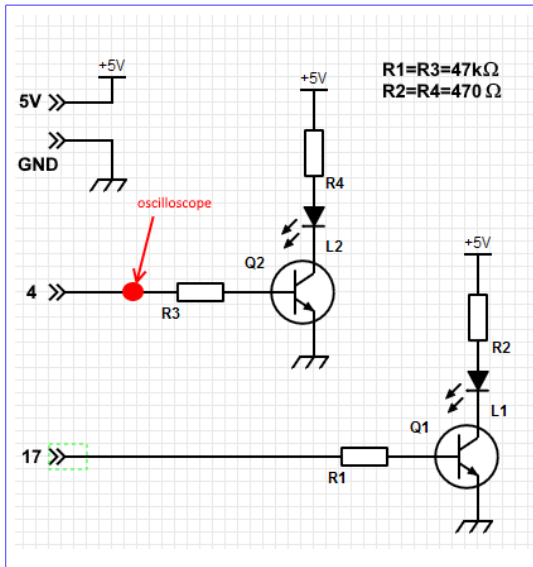 +5V
5V
GND
R1=R3=47kΩ
R2=R4=470 Ω
+5V
R4
oscilloscope
L2
Q2
4
R3
+5V
R2
L1
Q1
17
R1